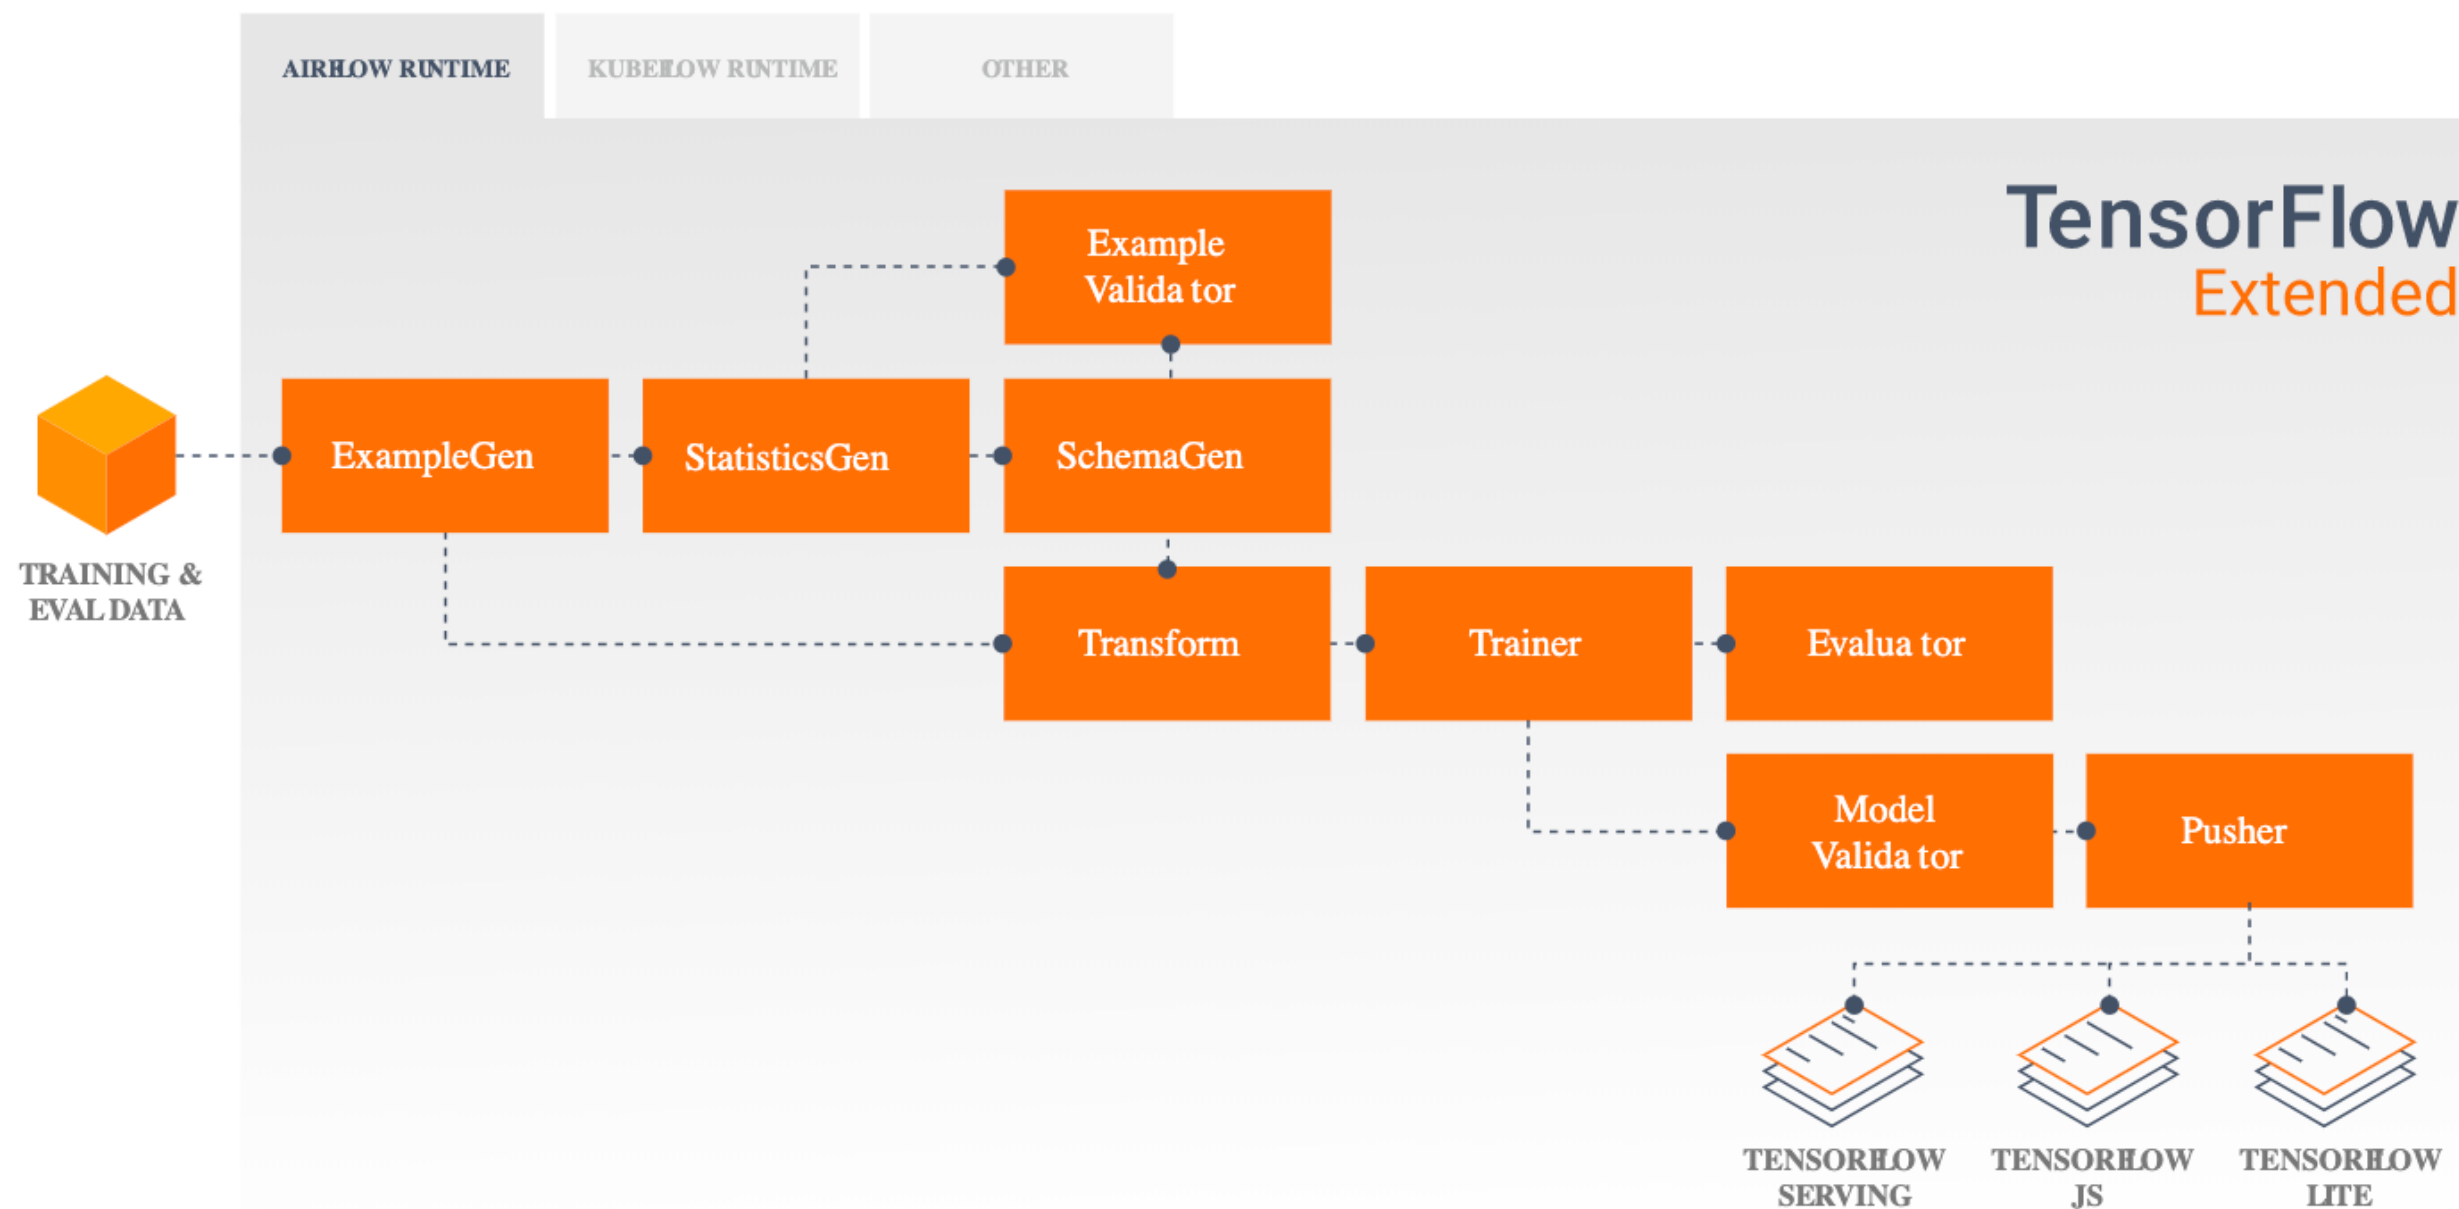 AIRFLOW RUNTIME
KUBEFLOW RUNTIME
OTHER
TensorFlow
Extended
Example
Valida tor
ExampleGen
StatisticsGen
SchemaGen
TRAINING &
EVAL DATA
Transform
Trainer
Evalua tor
Model
Valida tor
Pusher
TENSORFLOW
SERVING
TENSORFLOW
JS
TENSORFLOW
LITE